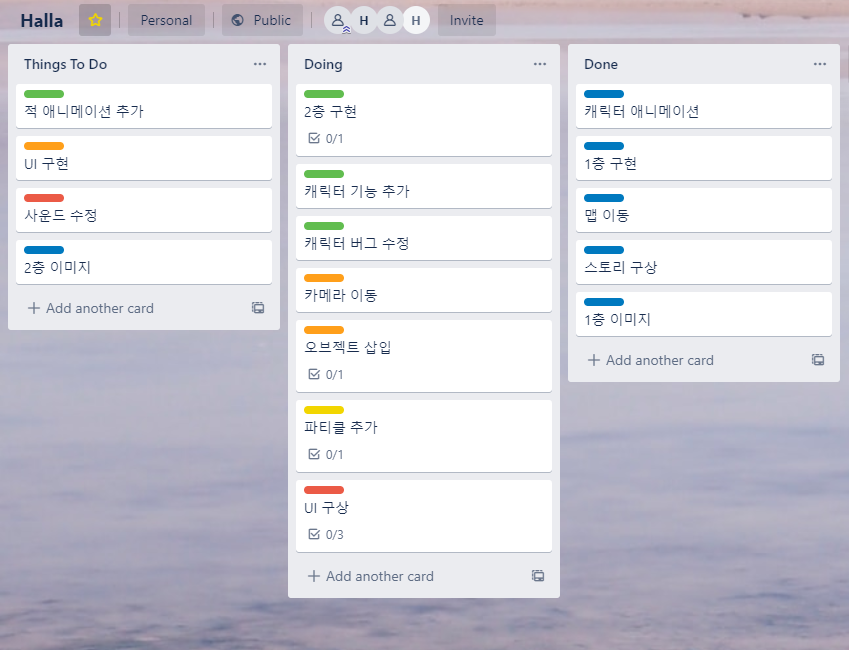 Halla
Personal
Public
H
H
Invite
Things To Do
적 애니메이션 추가
UI 구현
사운드 수정
2층 이미지
+ Add another card
Doing
2층 구현
0/1
캐릭터 기능 추가
캐릭터 버그 수정
카메라 이동
오브젝트 삽입
0/1
파티클 추가
0/1
UI 구상
0/3
+ Add another card
Done
캐릭터 애니메이션
1층 구현
맵 이동
스토리 구상
1층 이미지
+ Add another card